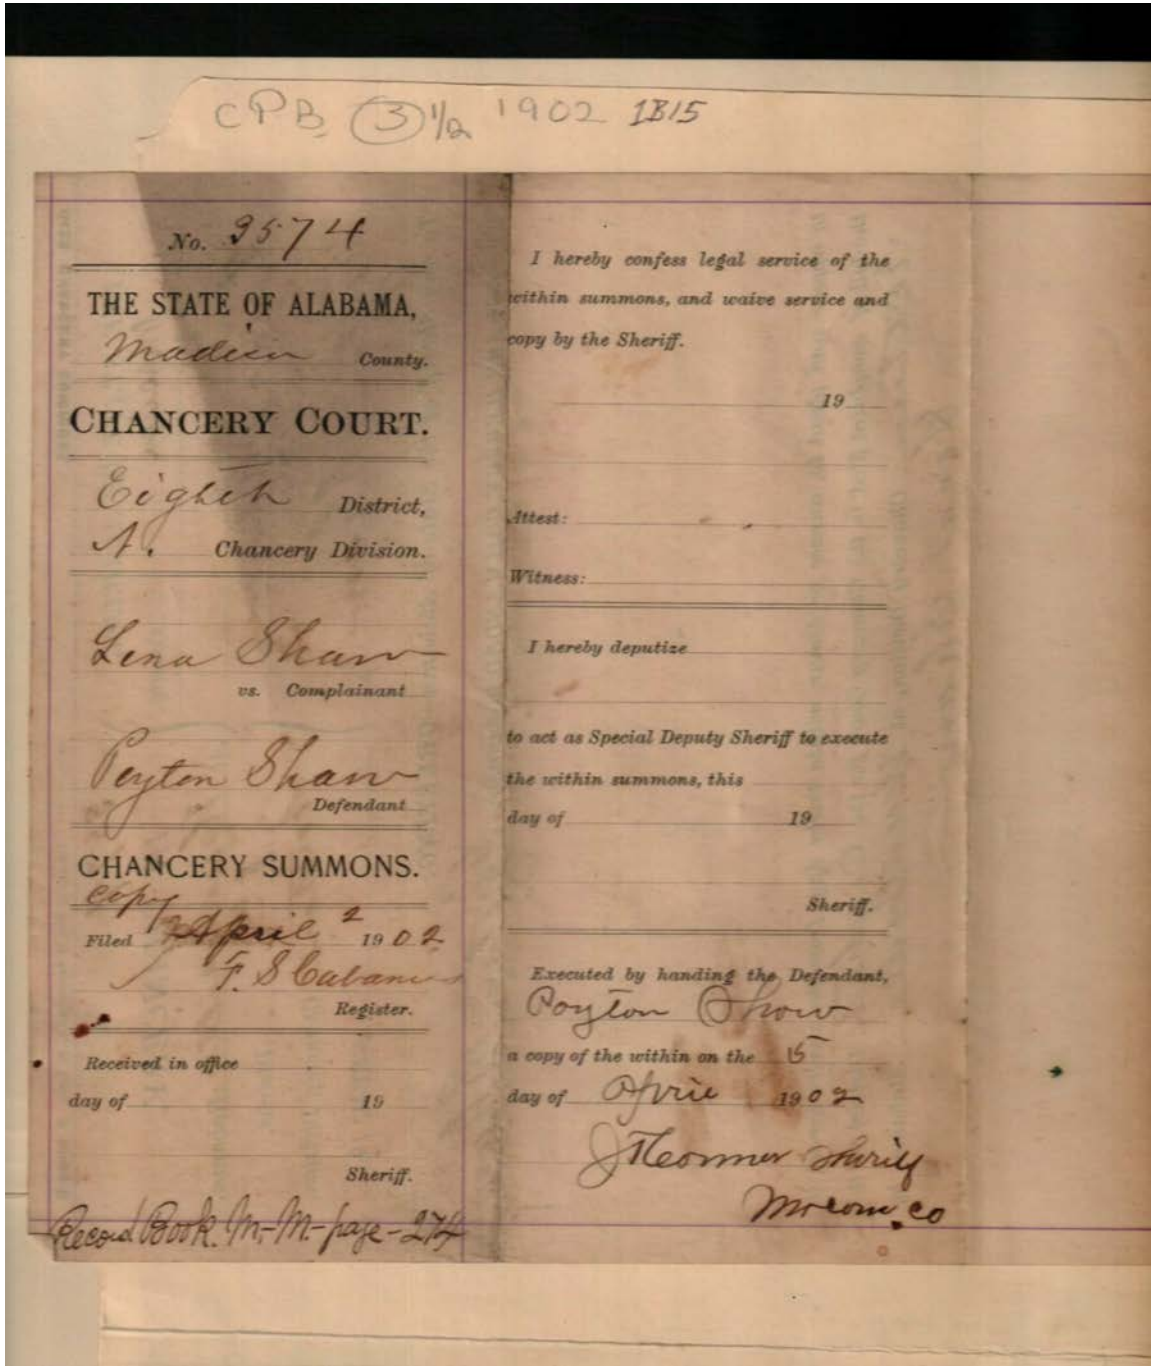 CPB 3 1/2 1902 1B15
No. 3574
THE STATE OF ALABAMA,
Madison County.
CHANCERY COURT.
Eighth District,
N. Chancery Division.
Lena Shaw
vs. Complainant
Peyton Shaw
Defendant
CHANCERY SUMMONS.
Copy
Filed April 2 1902
F. S. Cabaniss
Register.
Received in office
day of 19
Sheriff.
Record Book. M.-M.-page-274
I hereby confess legal service of the
within summons, and waive service and
copy by the Sheriff.
19
Attest:
Witness:
I hereby deputize
to act as Special Deputy Sheriff to execute
the within summons, this
day of 19
Sheriff.
Executed by handing the Defendant,
Poyton Show
a copy of the within on the 15
day of April 1902
Sheriff
Co